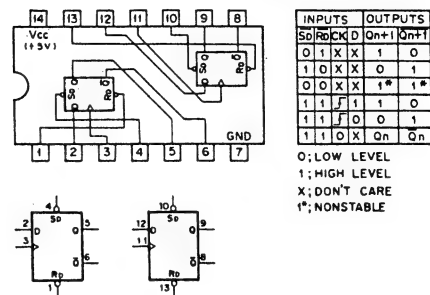 14 13 12 11 10 9 8
Vcc
(+5V)
Q Q̅
SD RD
D
Q Q̅
SD RD
D
GND
1 2 3 4 5 6 7
INPUTS OUTPUTS
S̅D̅ R̅D̅ CK D Qn+1 Q̅n+1
0 1 X X 1 0
1 0 X X 0 1
0 0 X X 1* 1*
1 1 1 1 0
1 1 0 0 1
1 1 0 X Qn Q̅n
0; LOW LEVEL
1; HIGH LEVEL
X; DON'T CARE
1*; NONSTABLE
4 SD
2 D Q 5
3
Q̅ 6
RD
1
10 SD
12 D Q 9
11
Q̅ 8
RD
13